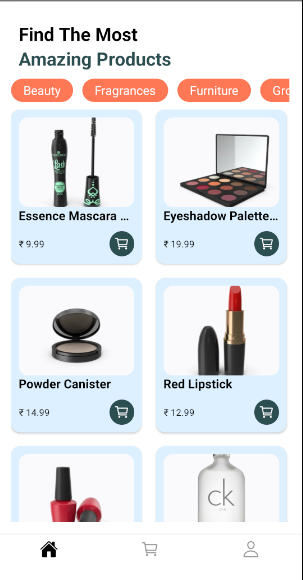 Find The Most
Amazing Products
Beauty
Fragrances
Furniture
Gro
Essence Mascara ...
Eyeshadow Palette...
₹ 9.99
₹ 19.99
Powder Canister
Red Lipstick
₹ 14.99
₹ 12.99
ck